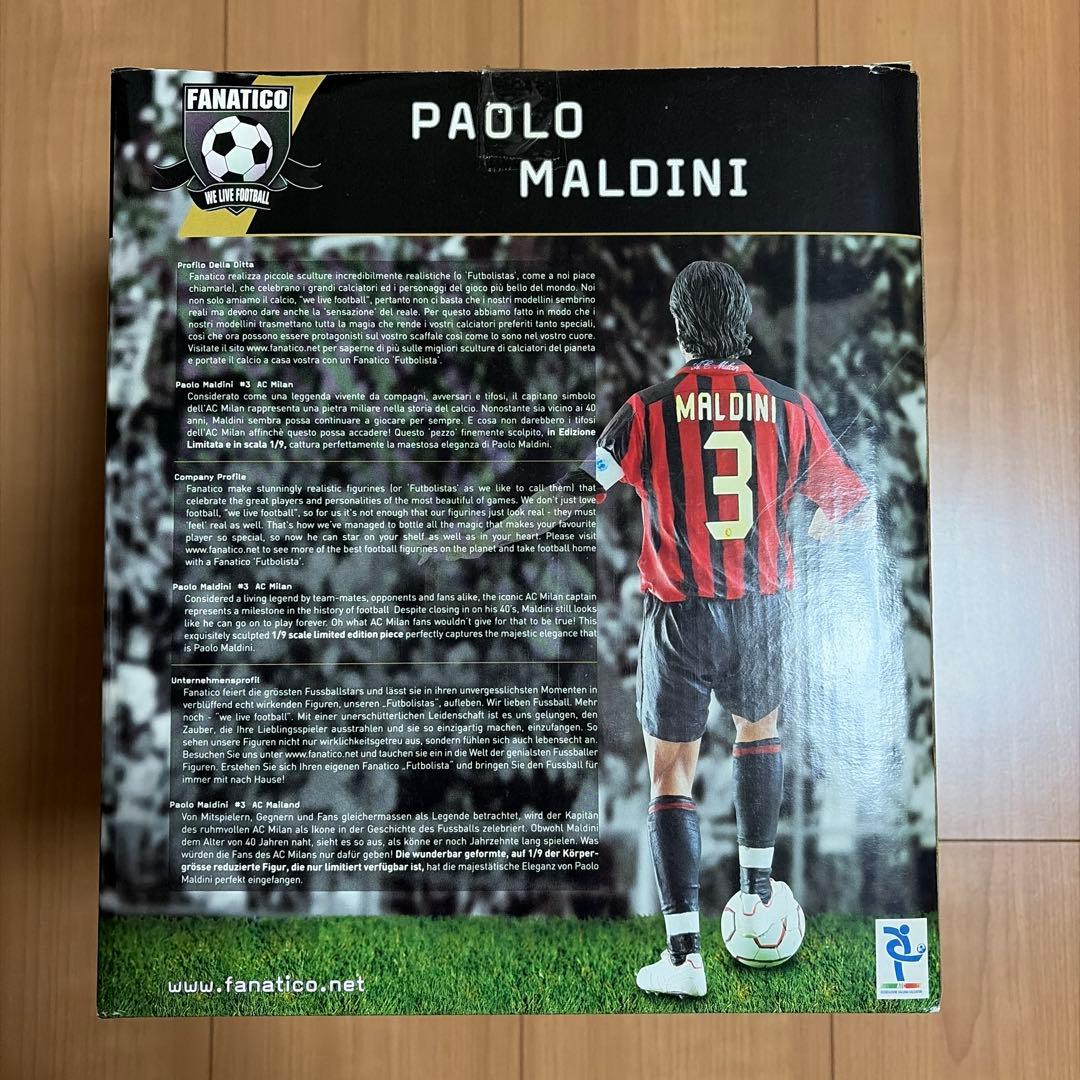 FANATICO
WE LIVE FOOTBALL
PAOLO
MALDINI
Profilo Della Ditta
Fanatico realizza piccole sculture incredibilmente realistiche (o 'Futbolistas', come a noi piace
chiamarle), che celebrano i grandi calciatori ed i personaggi del gioco più bello del mondo. Noi
non solo amiamo il calcio, "we live football", pertanto non ci basta che i nostri modellini sembrino
reali ma devono dare anche la 'sensazione' del reale. Per questo abbiamo fatto in modo che i
nostri modellini trasmettano tutta la magia che rende i vostri calciatori preferiti tanto speciali,
così che ora possono essere protagonisti sul vostro scaffale così come lo sono nel vostro cuore.
Visitate il sito www.fanatico.net per saperne di più sulle migliori sculture di calciatori del pianeta
e portate il calcio a casa vostra con un Fanatico 'Futbolista'.
Paolo Maldini #3 AC Milan
Considerato come una leggenda vivente da compagni, avversari e tifosi, il capitano simbolo
dell'AC Milan rappresenta una pietra miliare nella storia del calcio. Nonostante sia vicino ai 40
anni, Maldini sembra possa continuare a giocare per sempre. E cosa non darebbero i tifosi
dell'AC Milan affinchè questo possa accadere! Questo 'pezzo' finemente scolpito, in Edizione
Limitata e in scala 1/9, cattura perfettamente la maestosa eleganza di Paolo Maldini.
Company Profile
Fanatico make stunningly realistic figurines (or 'Futbolistas' as we like to call them) that
celebrate the great players and personalities of the most beautiful of games. We don't just love
football, "we live football", so for us it's not enough that our figurines just look real - they must
'feel' real as well. That's how we've managed to bottle all the magic that makes your favourite
player so special, so now he can star on your shelf as well as in your heart. Please visit
www.fanatico.net to see more of the best football figurines on the planet and take football home
with a Fanatico 'Futbolista'.
Paolo Maldini #3 AC Milan
Considered a living legend by team-mates, opponents and fans alike, the iconic AC Milan captain
represents a milestone in the history of football Despite closing in on his 40's, Maldini still looks
like he can go on to play forever. Oh what AC Milan fans wouldn't give for that to be true! This
exquisitely sculpted 1/9 scale limited edition piece perfectly captures the majestic elegance that
is Paolo Maldini.
Unternehmensprofil
Fanatico feiert die grössten Fussballstars und lässt sie in ihren unvergesslichsten Momenten in
verblüffend echt wirkenden Figuren, unseren „Futbolistas", aufleben. Wir lieben Fussball. Mehr
noch - "we live football". Mit einer unerschütterlichen Leidenschaft ist es uns gelungen, den
Zauber, die Ihre Lieblingsspieler ausstrahlen und sie so einzigartig machen, einzufangen. So
sehen unsere Figuren nicht nur wirklichkeitsgetreu aus, sondern fühlen sich auch lebensecht an.
Besuchen Sie uns unter www.fanatico.net und tauchen sie ein in die Welt der genialsten Fussballer
Figuren. Erstehen Sie sich Ihren eigenen Fanatico „Futbolista" und bringen Sie den Fussball für
immer mit nach Hause!
Paolo Maldini #3 AC Mailand
Von Mitspielern, Gegnern und Fans gleichermassen als Legende betrachtet, wird der Kapitän
des ruhmvollen AC Milan als Ikone in der Geschichte des Fussballs zelebriert. Obwohl Maldini
dem Alter von 40 Jahren naht, sieht es so aus, als könne er noch Jahrzehnte lang spielen. Was
würden die Fans des AC Milans nur dafür geben! Die wunderbar geformte, auf 1/9 der Körper-
grösse reduzierte Figur, die nur limitiert verfügbar ist, hat die majestätische Eleganz von Paolo
Maldini perfekt eingefangen.
A.C. Milan
MALDINI
3
www.fanatico.net